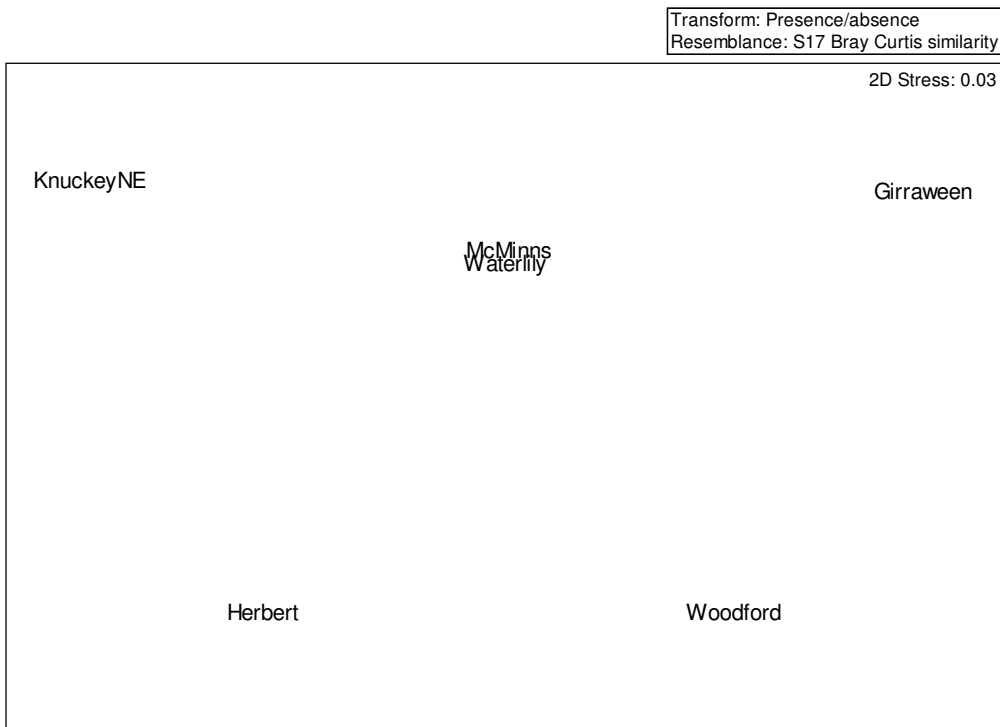 Transform: Presence/absence
Resemblance: S17 Bray Curtis similarity
2D Stress: 0.03
KnuckeyNE
Girraween
McMinns
Waterlily
Herbert
Woodford